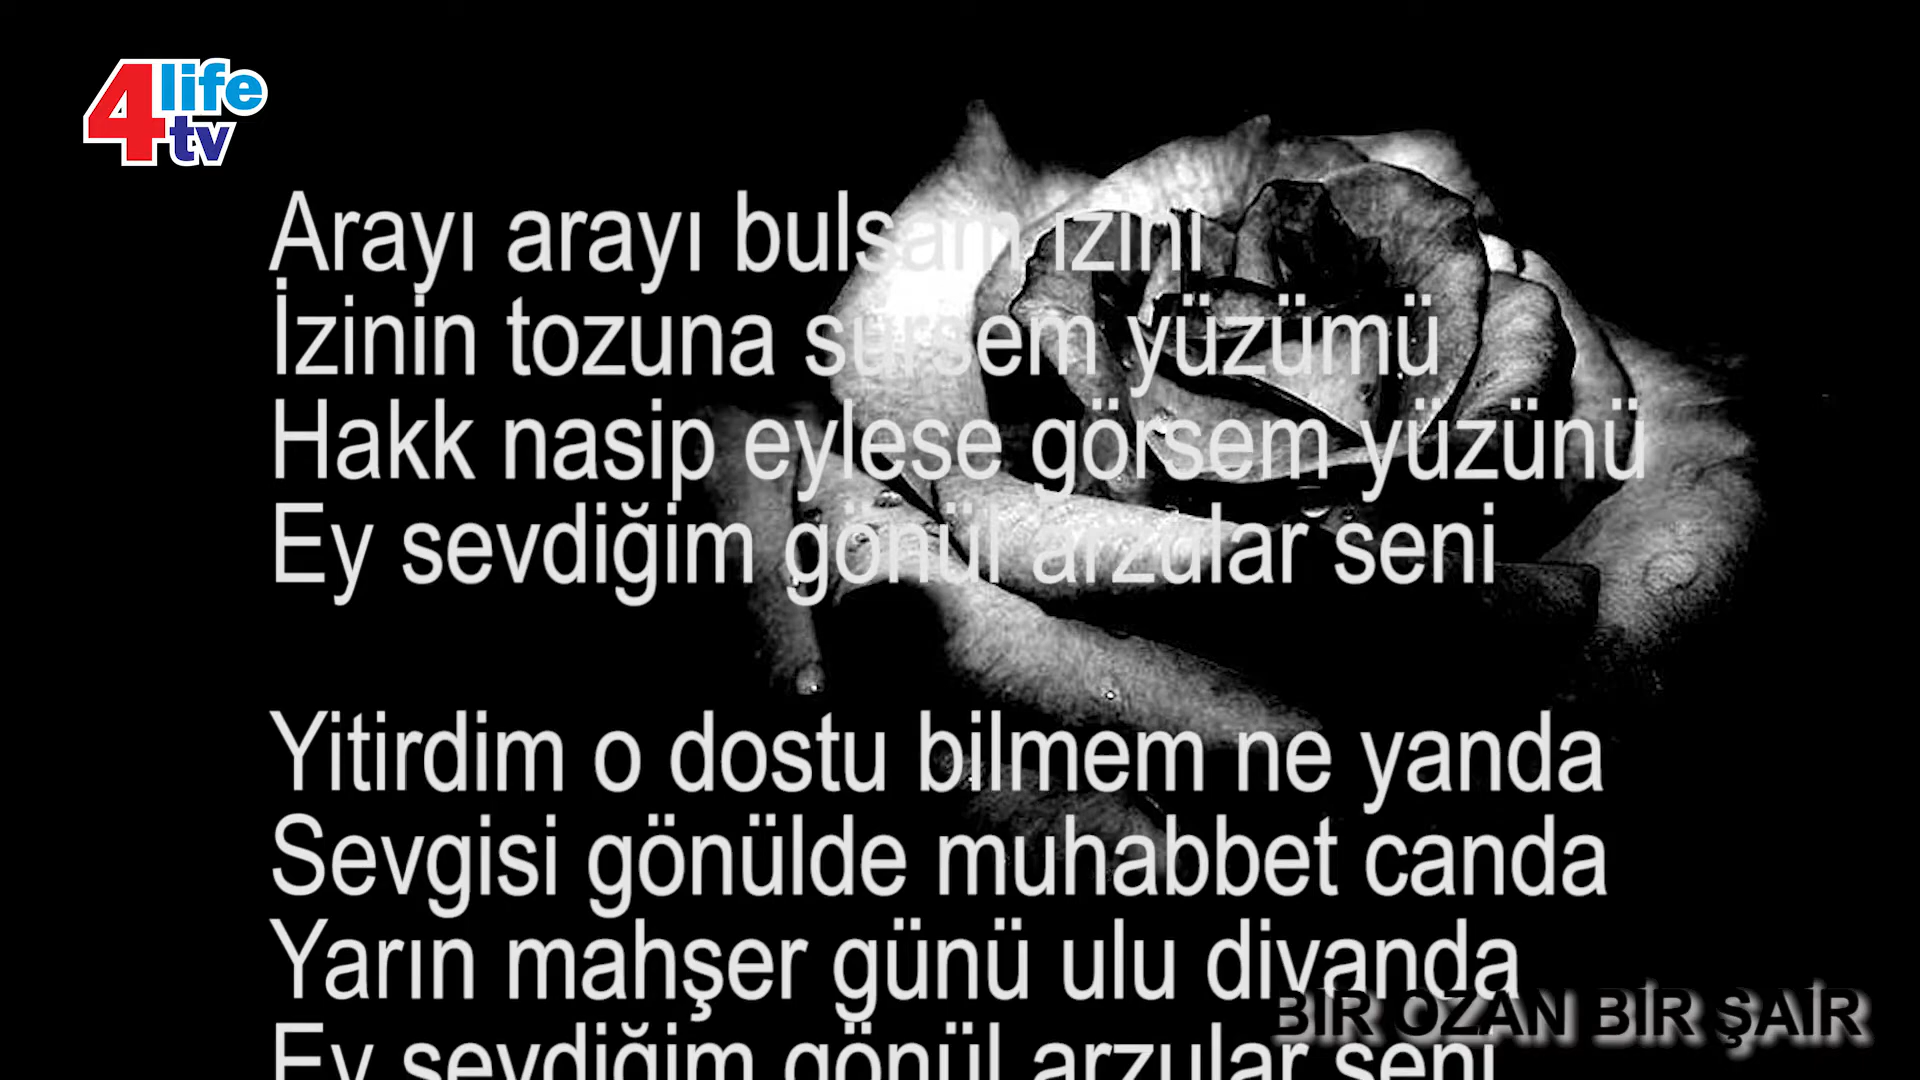 4 life
tv
Arayı arayı bulsam izini
İzinin tozuna sürsem yüzümü
Hakk nasip eylese görsem yüzünü
Ey sevdiğim gönül arzular seni
Yitirdim o dostu bilmem ne yanda
Sevgisi gönülde muhabbet canda
Yarın mahşer günü ulu divanda
Ey sevdiğim gönül arzular seni
BİR OZAN BİR ŞAİR